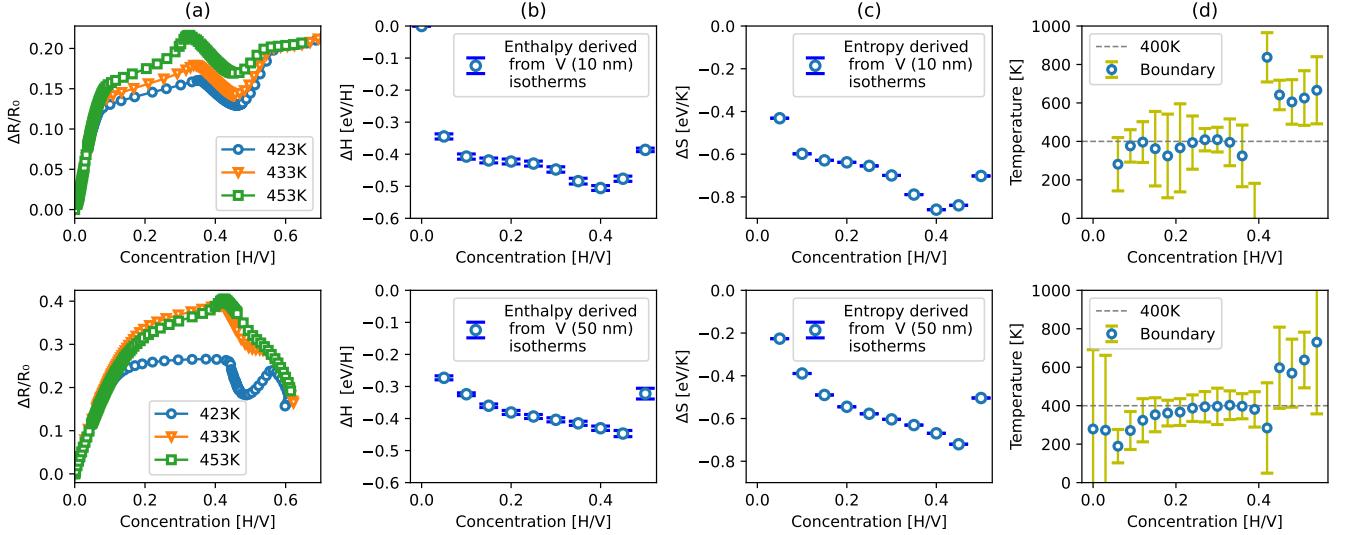 (a)
(b)
(c)
(d)
0.20
0.15
0.10
0.05
0.00
ΔR/R₀
423K
433K
453K
0.0
0.2
0.4
0.6
Concentration [H/V]
0.0
−0.1
−0.2
−0.3
−0.4
−0.5
−0.6
ΔH [eV/H]
Enthalpy derived
from V (10 nm)
isotherms
0.0
0.2
0.4
Concentration [H/V]
0.0
−0.2
−0.4
−0.6
−0.8
ΔS [eV/K]
Entropy derived
from V (10 nm)
isotherms
0.0
0.2
0.4
Concentration [H/V]
1000
800
600
400
200
0
Temperature [K]
400K
Boundary
0.0
0.2
0.4
Concentration [H/V]
0.4
0.3
0.2
0.1
0.0
ΔR/R₀
423K
433K
453K
0.0
0.2
0.4
0.6
Concentration [H/V]
0.0
−0.1
−0.2
−0.3
−0.4
−0.5
−0.6
ΔH [eV/H]
Enthalpy derived
from V (50 nm)
isotherms
0.0
0.2
0.4
Concentration [H/V]
0.0
−0.2
−0.4
−0.6
−0.8
ΔS [eV/K]
Entropy derived
from V (50 nm)
isotherms
0.0
0.2
0.4
Concentration [H/V]
1000
800
600
400
200
0
Temperature [K]
400K
Boundary
0.0
0.2
0.4
Concentration [H/V]